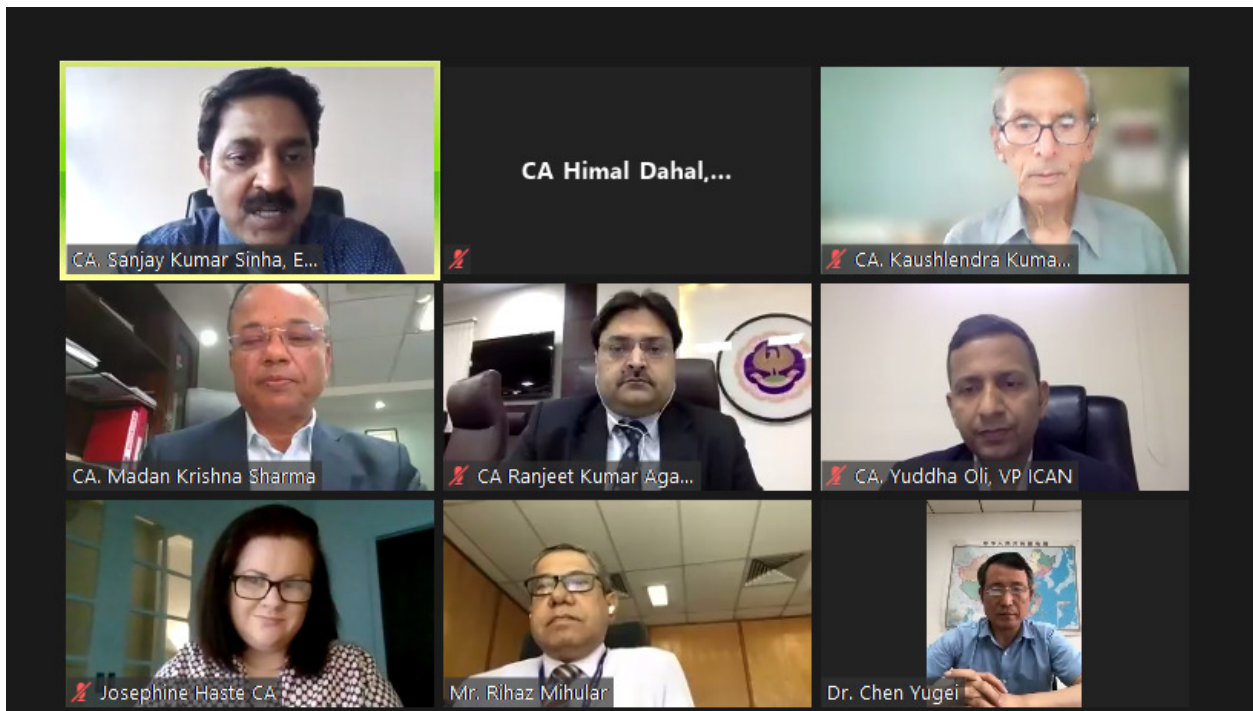 CA. Sanjay Kumar Sinha, E...
CA Himal Dahal,...
CA. Kaushlendra Kuma...
CA. Madan Krishna Sharma
CA Ranjeet Kumar Aga...
CA. Yuddha Oli, VP ICAN
Josephine Haste CA
Mr. Rihaz Mihular
Dr. Chen Yugei